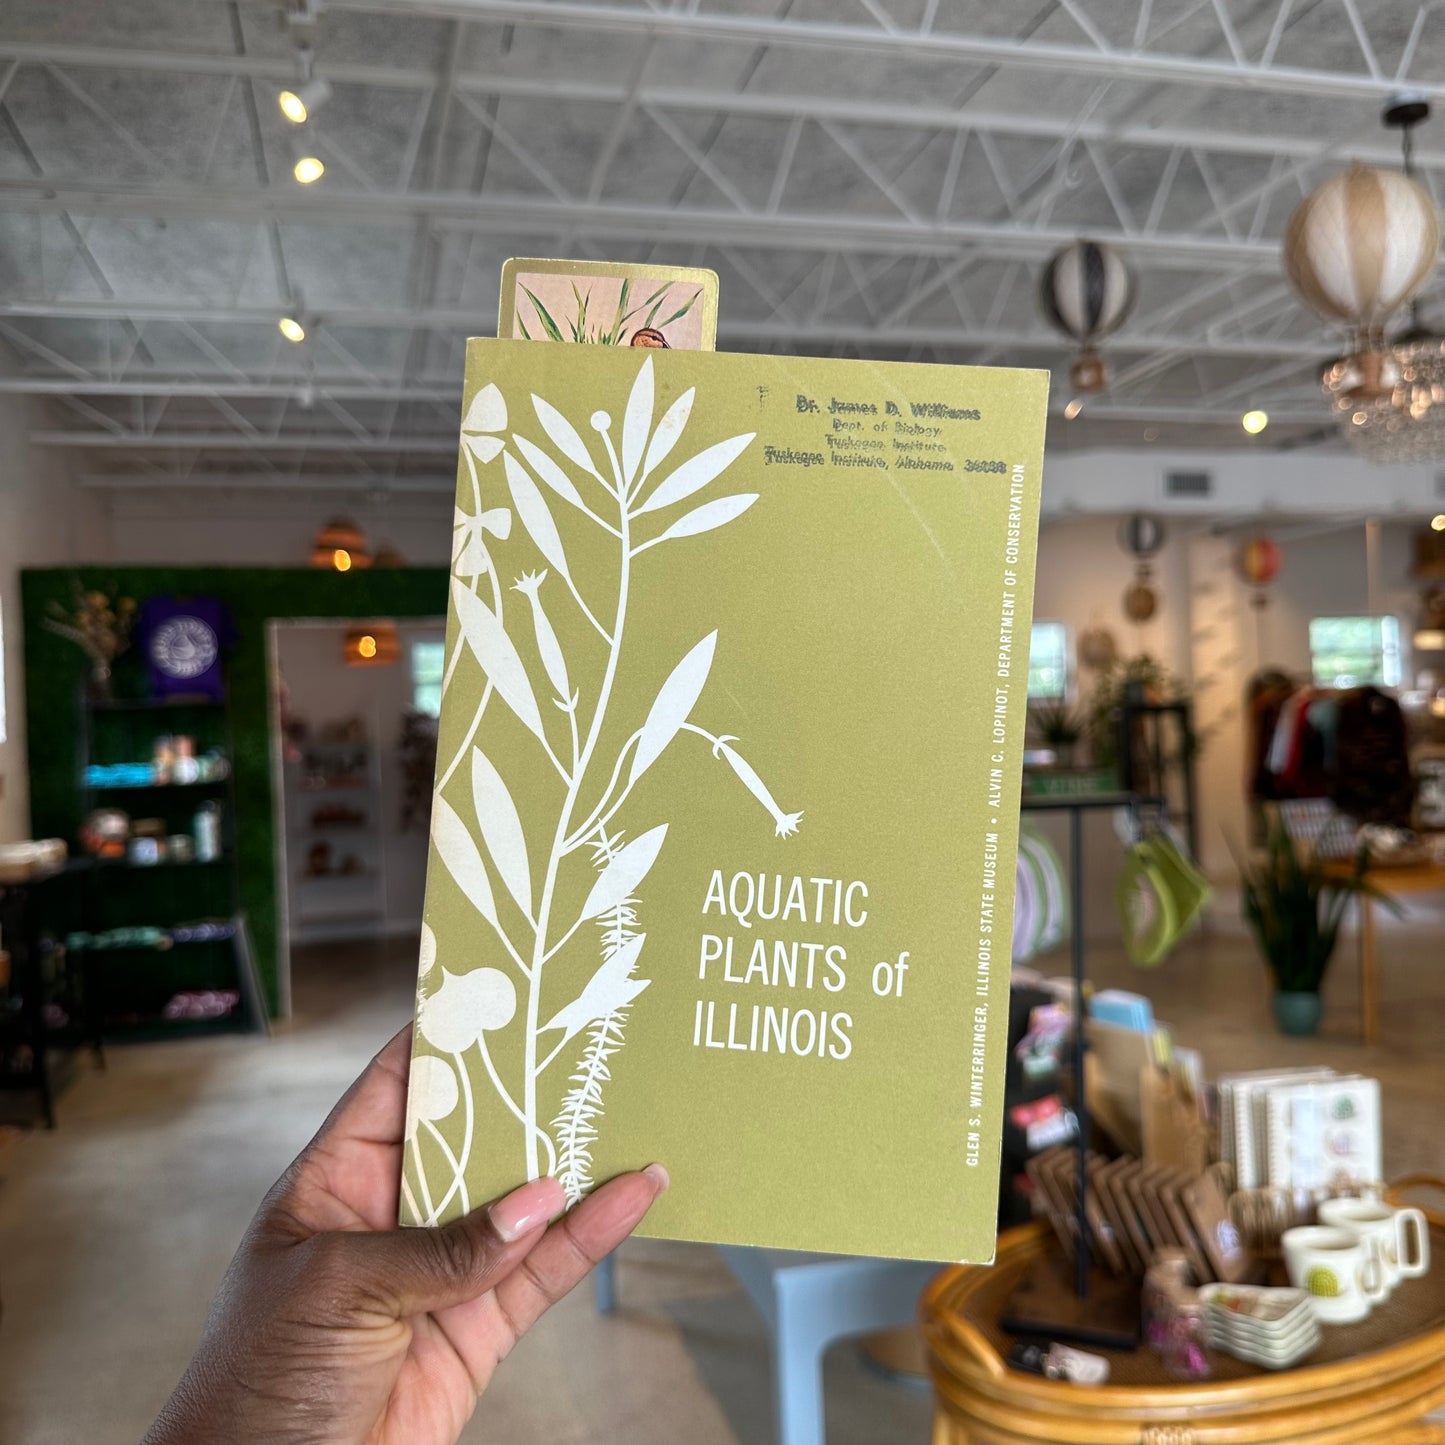 Dr. James D. Williams
Dept. of Biology
Tuskegee Institute
Tuskegee Institute, Alabama 36088
AQUATIC
PLANTS of
ILLINOIS
GLEN S. WINTERRINGER, ILLINOIS STATE MUSEUM • ALVIN C. LOPINOT, DEPARTMENT OF CONSERVATION